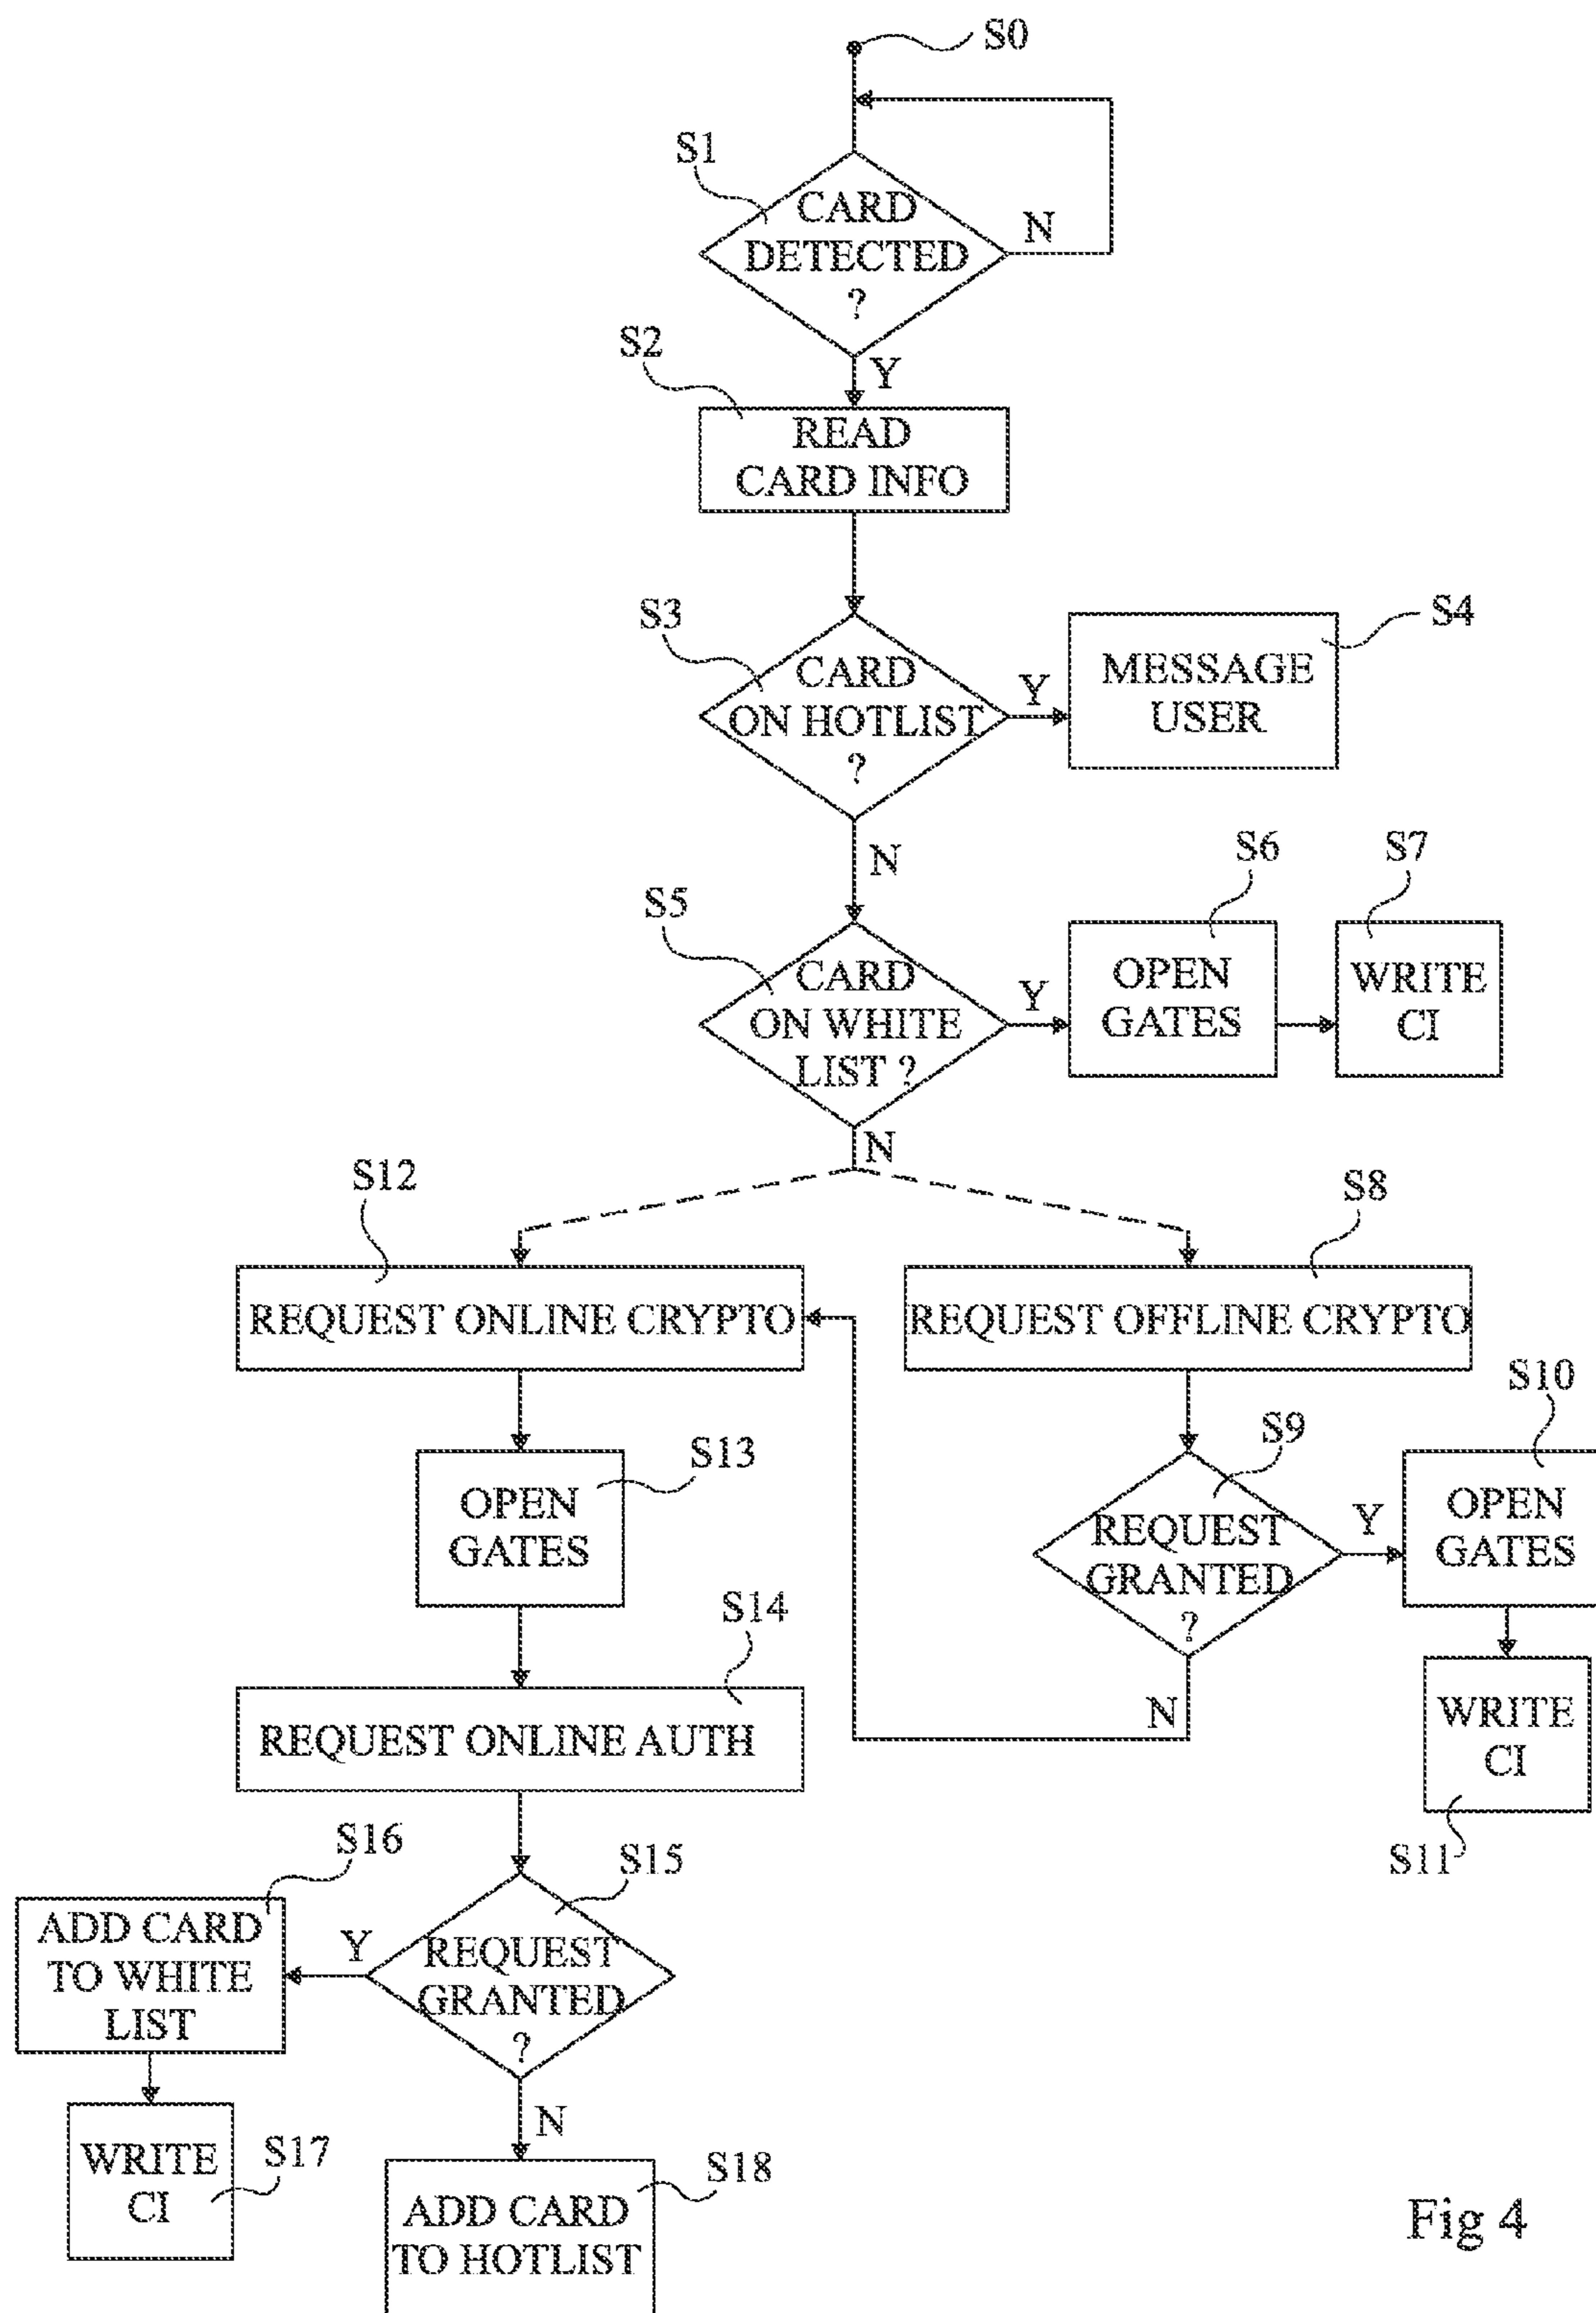 S0
S1
CARD
DETECTED
?
N
Y
S2
READ
CARD INFO
S3
CARD
ON HOTLIST
?
Y
S4
MESSAGE
USER
N
S5
CARD
ON WHITE
LIST ?
Y
S6
OPEN
GATES
S7
WRITE
CI
N
S12
REQUEST ONLINE CRYPTO
S8
REQUEST OFFLINE CRYPTO
S13
OPEN
GATES
S9
REQUEST
GRANTED
?
Y
S10
OPEN
GATES
N
S11
WRITE
CI
S14
REQUEST ONLINE AUTH
S15
REQUEST
GRANTED
?
Y
S16
ADD CARD
TO WHITE
LIST
S17
WRITE
CI
N
S18
ADD CARD
TO HOTLIST
Fig 4